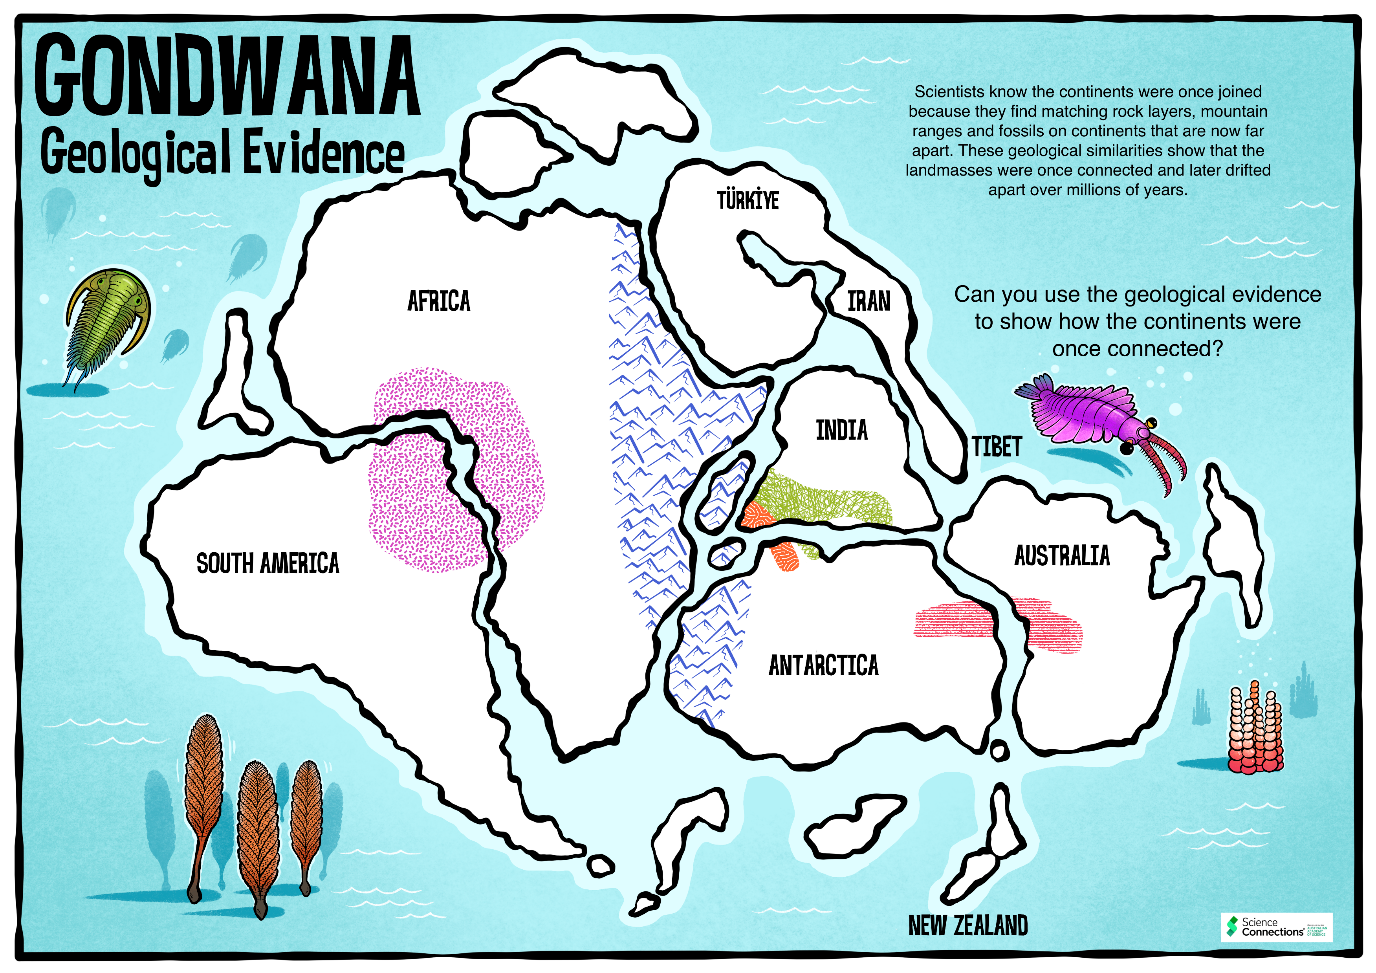 GONDWANA
Geological Evidence
Scientists know the continents were once joined
because they find matching rock layers, mountain
ranges and fossils on continents that are now far
apart. These geological similarities show that the
landmasses were once connected and later drifted
apart over millions of years.
TÜRKİYE
AFRICA
IRAN
Can you use the geological evidence
to show how the continents were
once connected?
INDIA
TIBET
SOUTH AMERICA
AUSTRALIA
ANTARCTICA
NEW ZEALAND
Science
Connections